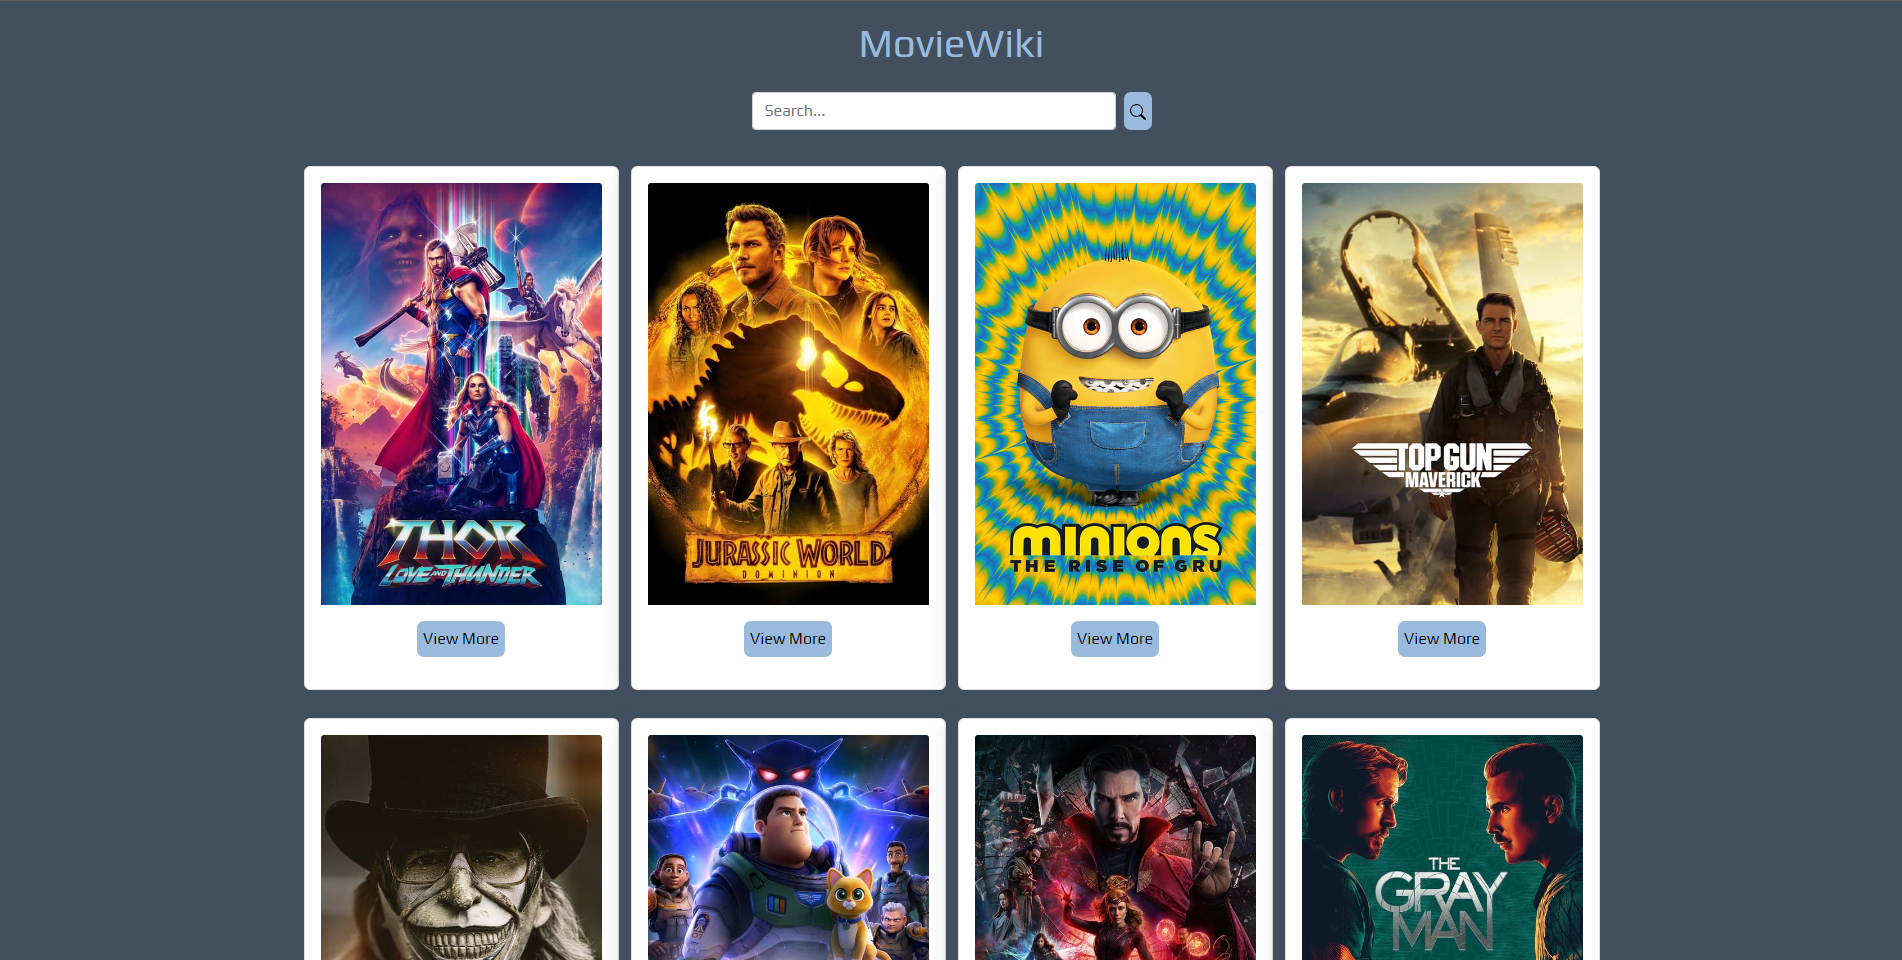 MovieWiki
Search...
THOR
LOVE AND THUNDER
JURASSIC WORLD
DOMINION
minions
THE RISE OF GRU
TOP GUN
MAVERICK
View More
View More
View More
View More
THE
GRAY
MAN